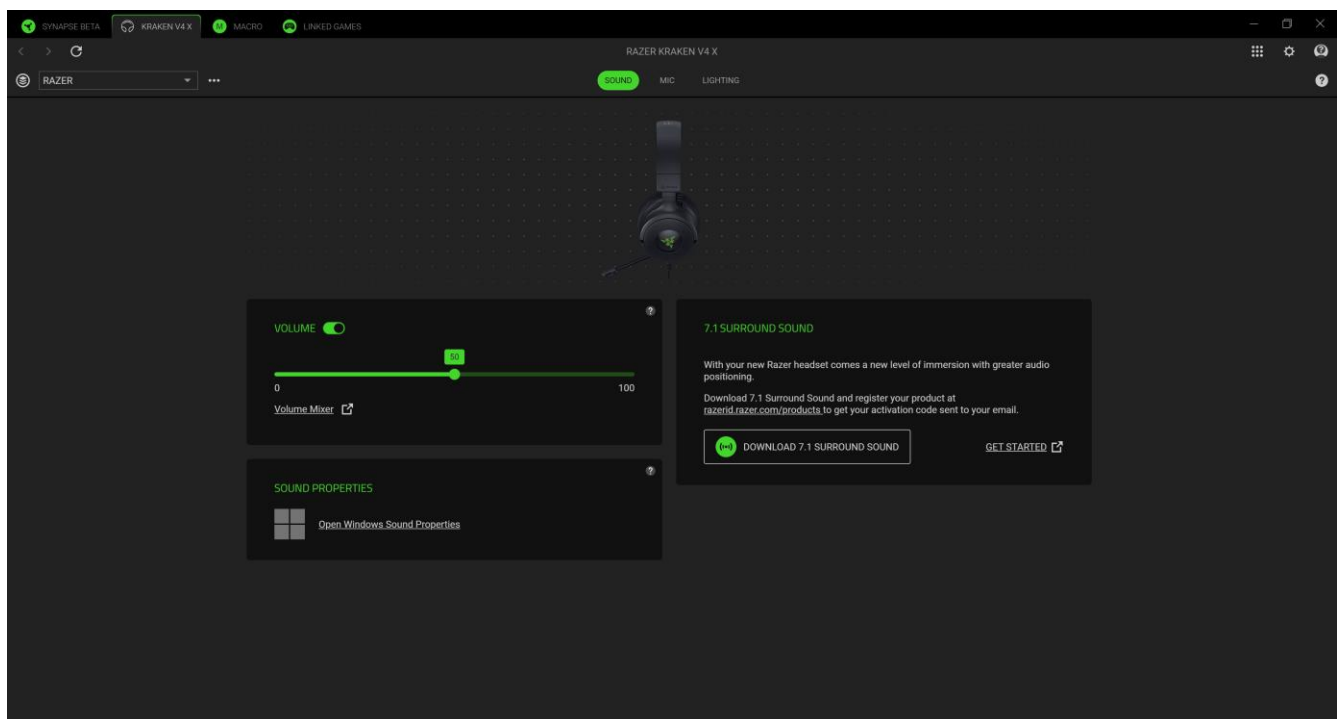 SYNAPSE BETA KRAKEN V4 X M MACRO LINKED GAMES
RAZER KRAKEN V4 X
RAZER SOUND MIC LIGHTING
VOLUME
50
0 100
Volume Mixer
SOUND PROPERTIES
Open Windows Sound Properties
7.1 SURROUND SOUND
With your new Razer headset comes a new level of immersion with greater audio
positioning.
Download 7.1 Surround Sound and register your product at
razerid.razer.com/products to get your activation code sent to your email.
DOWNLOAD 7.1 SURROUND SOUND GET STARTED